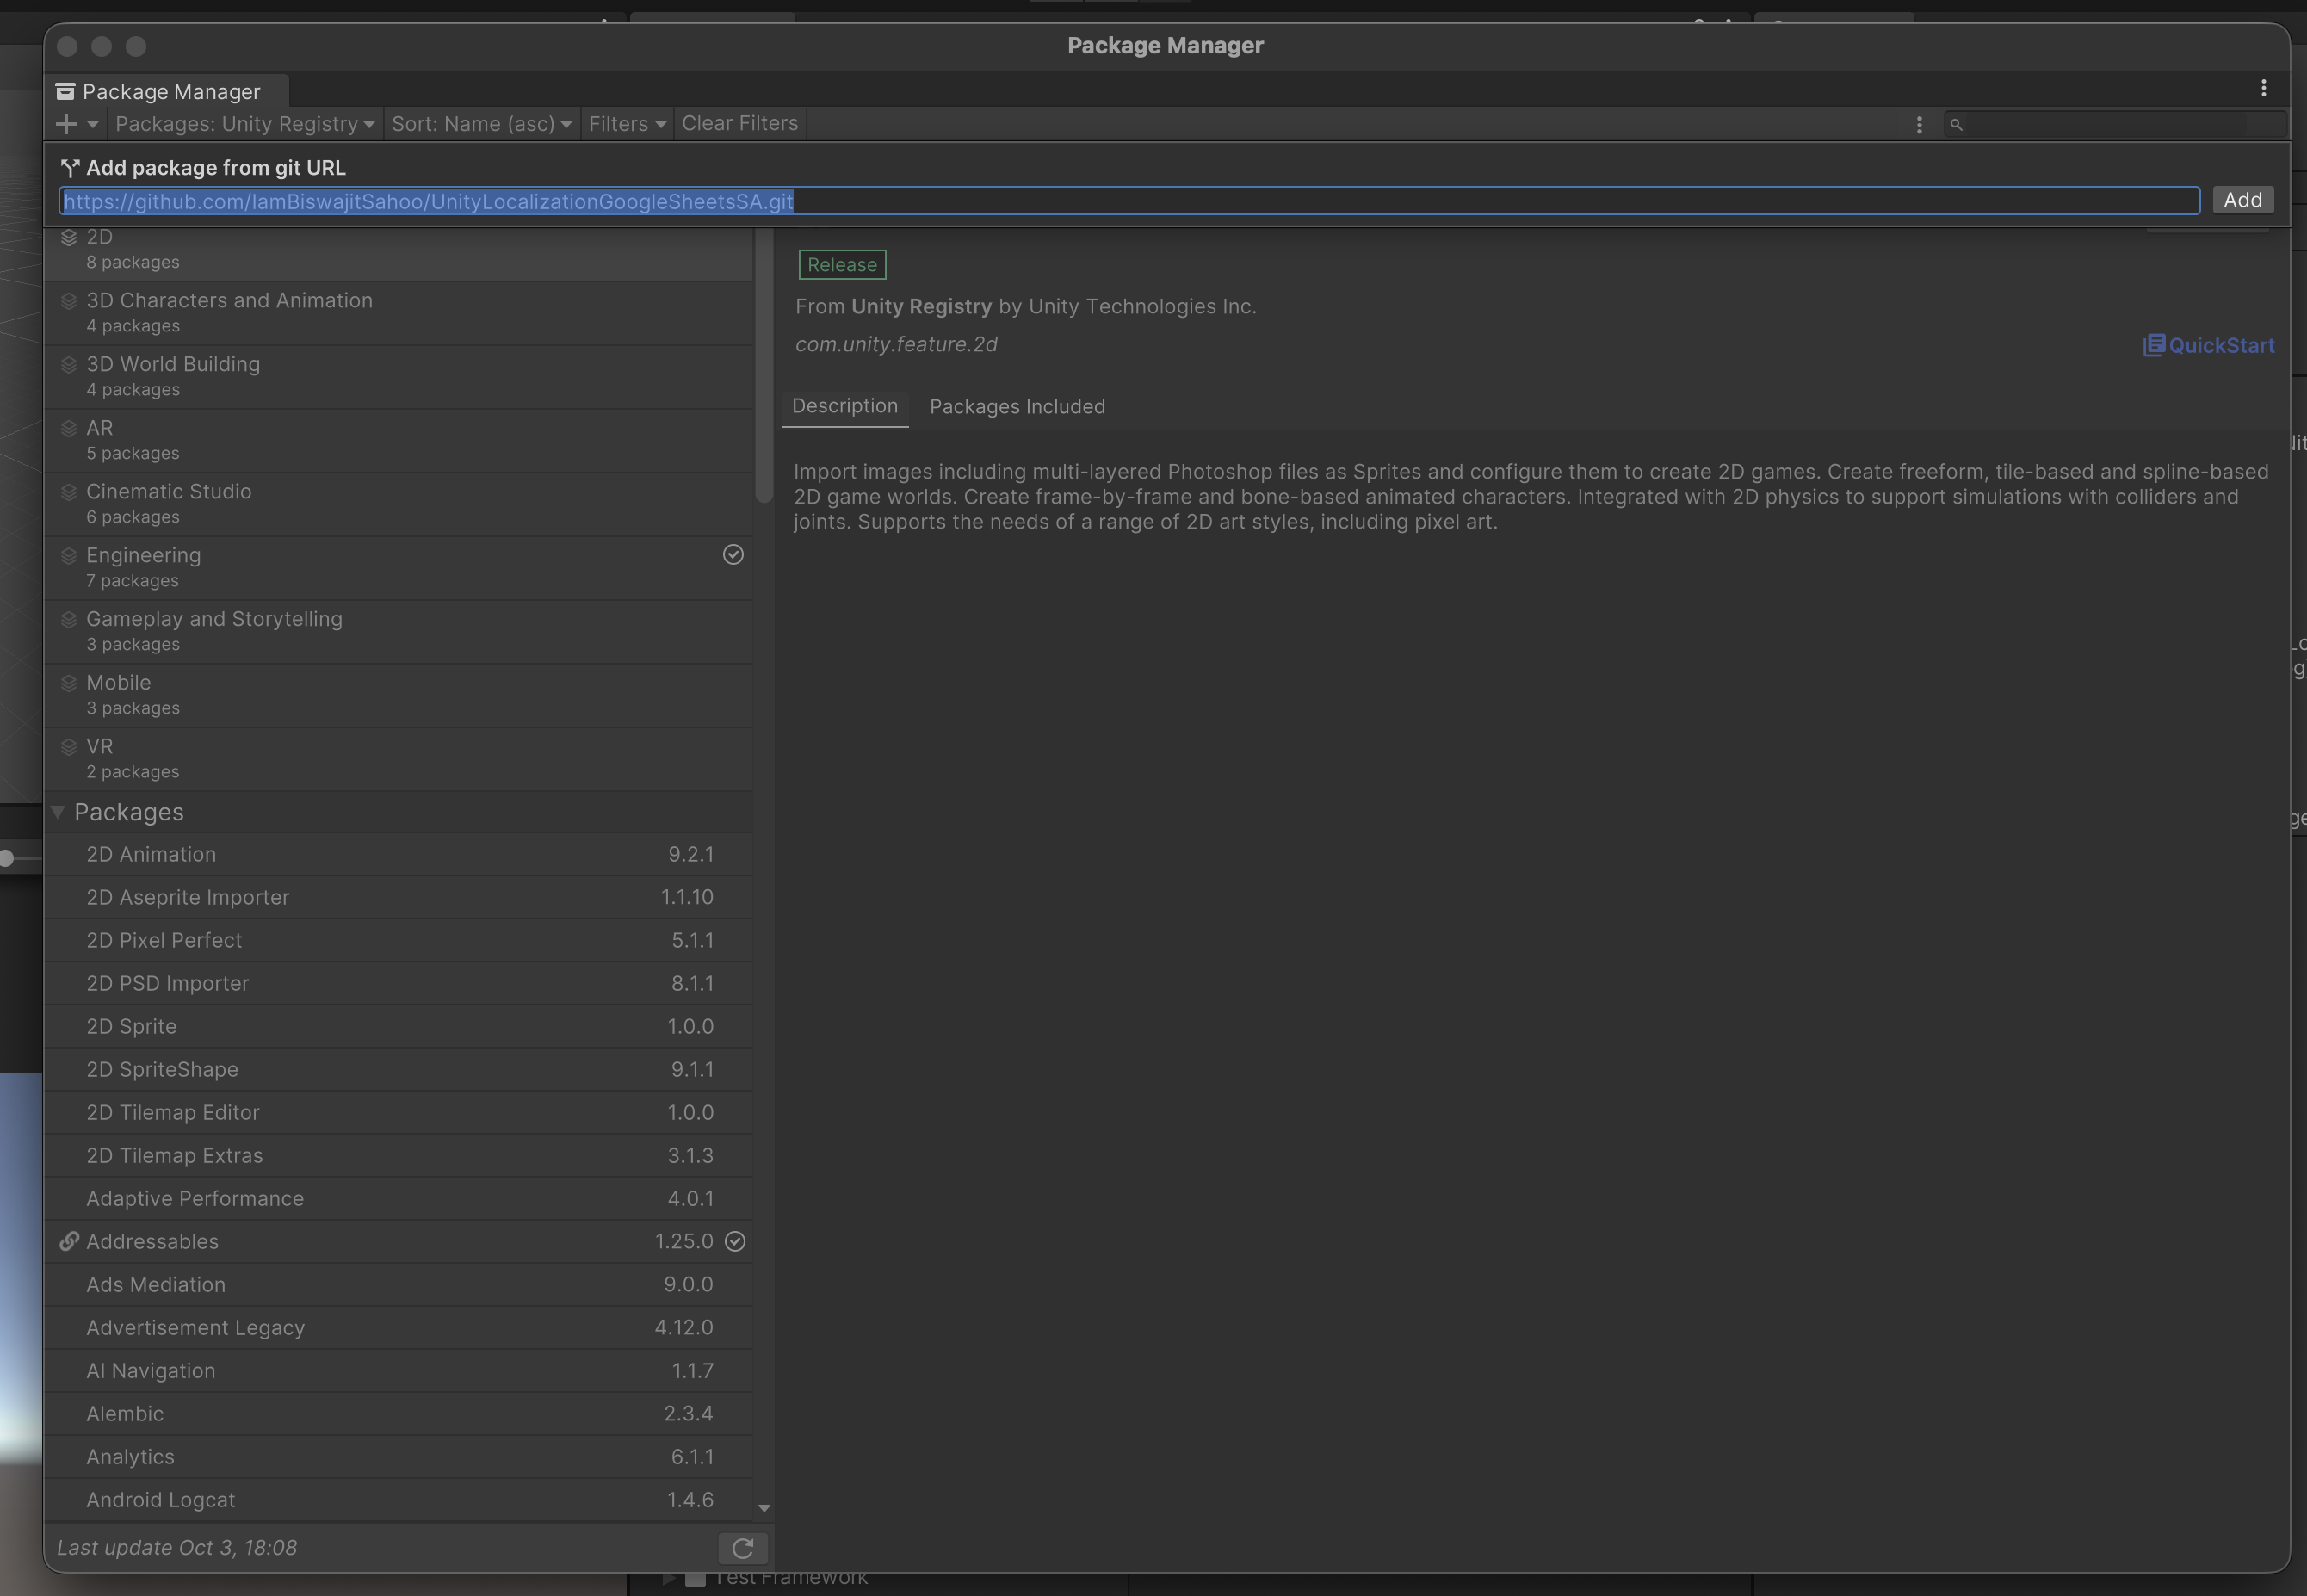 Package Manager
Package Manager
Packages: Unity Registry
Sort: Name (asc)
Filters
Clear Filters
Add package from git URL
https://github.com/IamBiswajitSahoo/UnityLocalizationGoogleSheetsSA.git
Add
2D
8 packages
3D Characters and Animation
4 packages
3D World Building
4 packages
AR
5 packages
Cinematic Studio
6 packages
Engineering
7 packages
Gameplay and Storytelling
3 packages
Mobile
3 packages
VR
2 packages
Packages
2D Animation 9.2.1
2D Aseprite Importer 1.1.10
2D Pixel Perfect 5.1.1
2D PSD Importer 8.1.1
2D Sprite 1.0.0
2D SpriteShape 9.1.1
2D Tilemap Editor 1.0.0
2D Tilemap Extras 3.1.3
Adaptive Performance 4.0.1
Addressables 1.25.0
Ads Mediation 9.0.0
Advertisement Legacy 4.12.0
AI Navigation 1.1.7
Alembic 2.3.4
Analytics 6.1.1
Android Logcat 1.4.6
Last update Oct 3, 18:08
Release
From Unity Registry by Unity Technologies Inc.
com.unity.feature.2d
QuickStart
Description
Packages Included
Import images including multi-layered Photoshop files as Sprites and configure them to create 2D games. Create freeform, tile-based and spline-based
2D game worlds. Create frame-by-frame and bone-based animated characters. Integrated with 2D physics to support simulations with colliders and
joints. Supports the needs of a range of 2D art styles, including pixel art.
Test Framework